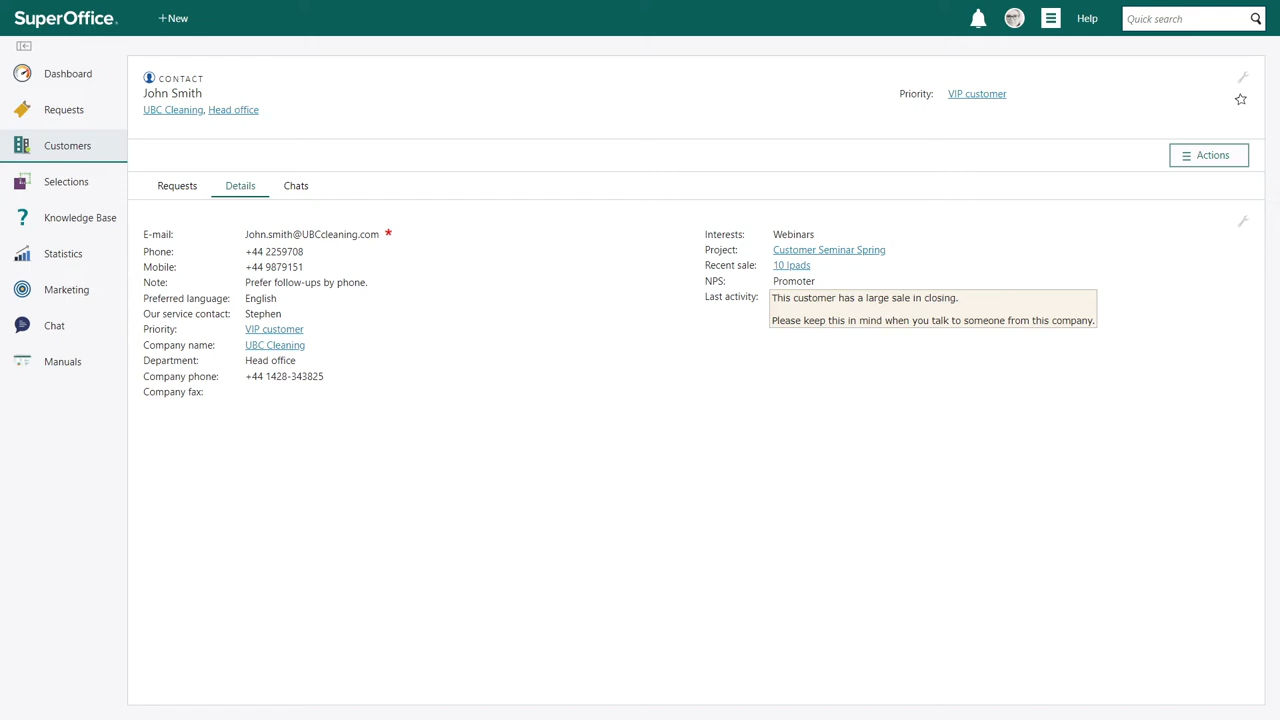 SuperOffice.
+New
Help
Quick search
Dashboard
Requests
Customers
Selections
Knowledge Base
Statistics
Marketing
Chat
Manuals
CONTACT
John Smith
UBC Cleaning, Head office
Priority: VIP customer
Actions
Requests Details Chats
E-mail: John.smith@UBCcleaning.com *
Phone: +44 2259708
Mobile: +44 9879151
Note: Prefer follow-ups by phone.
Preferred language: English
Our service contact: Stephen
Priority: VIP customer
Company name: UBC Cleaning
Department: Head office
Company phone: +44 1428-343825
Company fax:
Interests: Webinars
Project: Customer Seminar Spring
Recent sale: 10 Ipads
NPS: Promoter
Last activity: This customer has a large sale in closing.
Please keep this in mind when you talk to someone from this company.